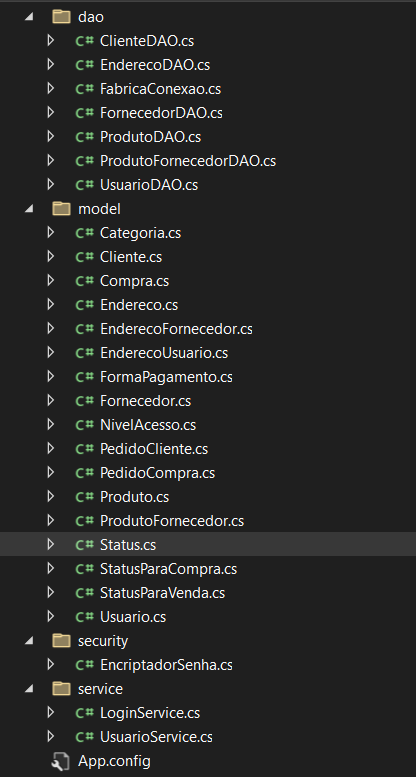 dao
C# ClienteDAO.cs
C# EnderecoDAO.cs
C# FabricaConexao.cs
C# FornecedorDAO.cs
C# ProdutoDAO.cs
C# ProdutoFornecedorDAO.cs
C# UsuarioDAO.cs
model
C# Categoria.cs
C# Cliente.cs
C# Compra.cs
C# Endereco.cs
C# EnderecoFornecedor.cs
C# EnderecoUsuario.cs
C# FormaPagamento.cs
C# Fornecedor.cs
C# NivelAcesso.cs
C# PedidoCliente.cs
C# PedidoCompra.cs
C# Produto.cs
C# ProdutoFornecedor.cs
C# Status.cs
C# StatusParaCompra.cs
C# StatusParaVenda.cs
C# Usuario.cs
security
C# EncriptadorSenha.cs
service
C# LoginService.cs
C# UsuarioService.cs
App.config